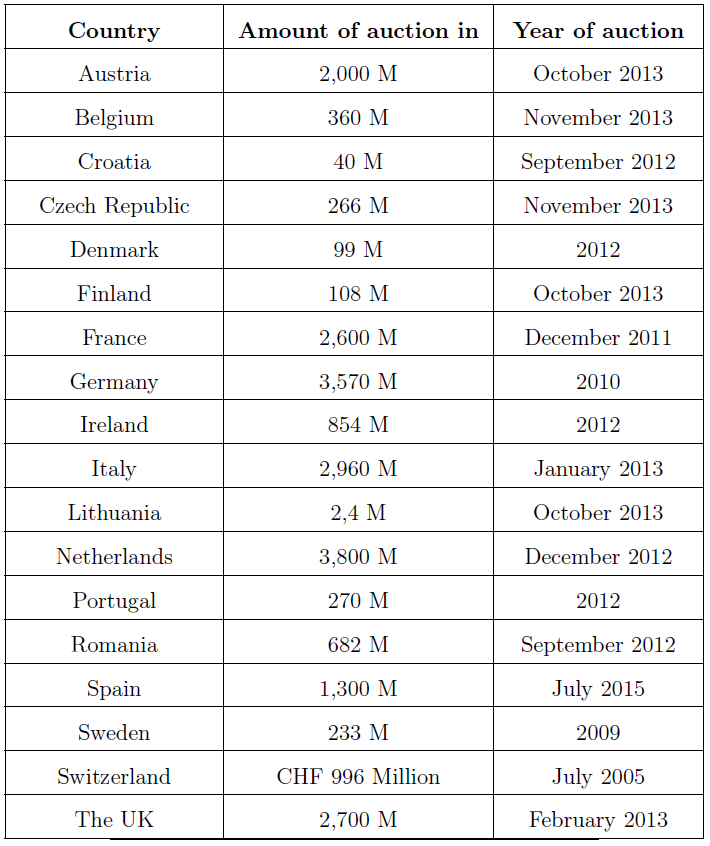 Country Amount of auction in Year of auction
Austria 2,000 M October 2013
Belgium 360 M November 2013
Croatia 40 M September 2012
Czech Republic 266 M November 2013
Denmark 99 M 2012
Finland 108 M October 2013
France 2,600 M December 2011
Germany 3,570 M 2010
Ireland 854 M 2012
Italy 2,960 M January 2013
Lithuania 2,4 M October 2013
Netherlands 3,800 M December 2012
Portugal 270 M 2012
Romania 682 M September 2012
Spain 1,300 M July 2015
Sweden 233 M 2009
Switzerland CHF 996 Million July 2005
The UK 2,700 M February 2013